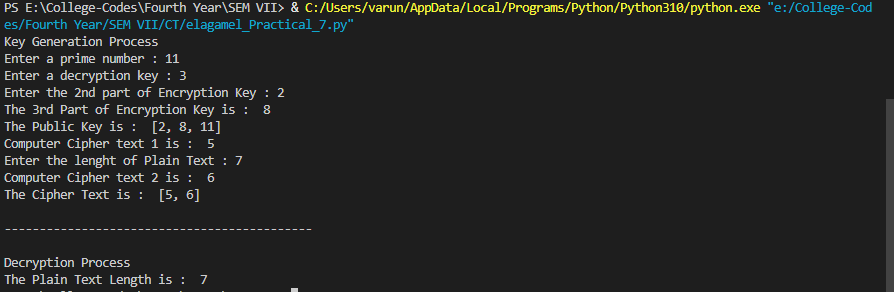 PS E:\College-Codes\Fourth Year\SEM VII> & C:/Users/varun/AppData/Local/Programs/Python/Python310/python.exe "e:/College-Cod
es/Fourth Year/SEM VII/CT/elagamel_Practical_7.py"
Key Generation Process
Enter a prime number : 11
Enter a decryption key : 3
Enter the 2nd part of Encryption Key : 2
The 3rd Part of Encryption Key is :  8
The Public Key is :  [2, 8, 11]
Computer Cipher text 1 is :  5
Enter the lenght of Plain Text : 7
Computer Cipher text 2 is :  6
The Cipher Text is :  [5, 6]
----------------------------------------
Decryption Process
The Plain Text Length is :  7